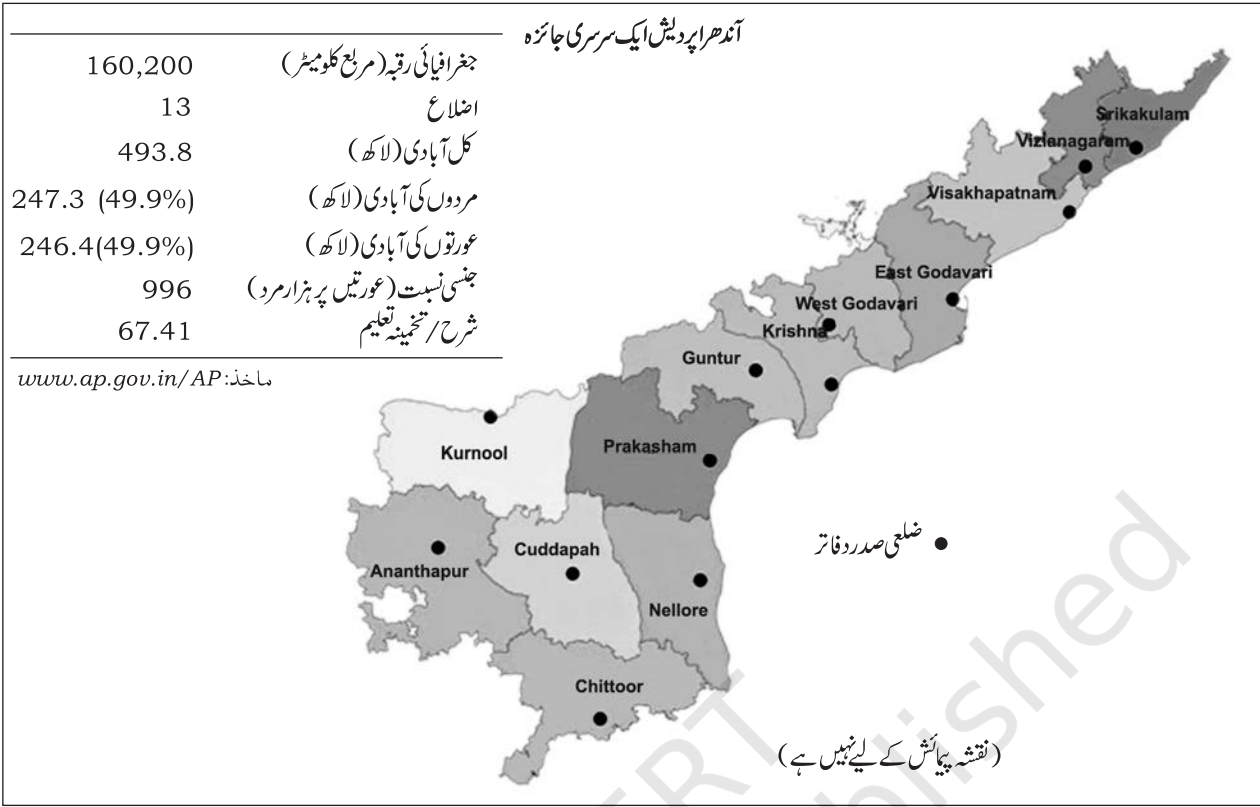 آندھرا پردیش ایک سرسری جائزہ
جغرافیائی رقبہ (مربع کلومیٹر) 160,200
اضلاع 13
کل آبادی (لاکھ) 493.8
مردوں کی آبادی (لاکھ) 247.3 (49.9%)
عورتوں کی آبادی (لاکھ) 246.4(49.9%)
جنسی نسبت (عورتیں پر ہزار مرد) 996
شرح/تخمینہ تعلیم 67.41
ماخذ: www.ap.gov.in/AP
Srikakulam
Vizianagaram
Visakhapatnam
East Godavari
West Godavari
Krishna
Guntur
Prakasham
Kurnool
Cuddapah
Ananthapur
Nellore
Chittoor
ضلعی صدر دفاتر
(نقشہ پیمائش کے لیے نہیں ہے)